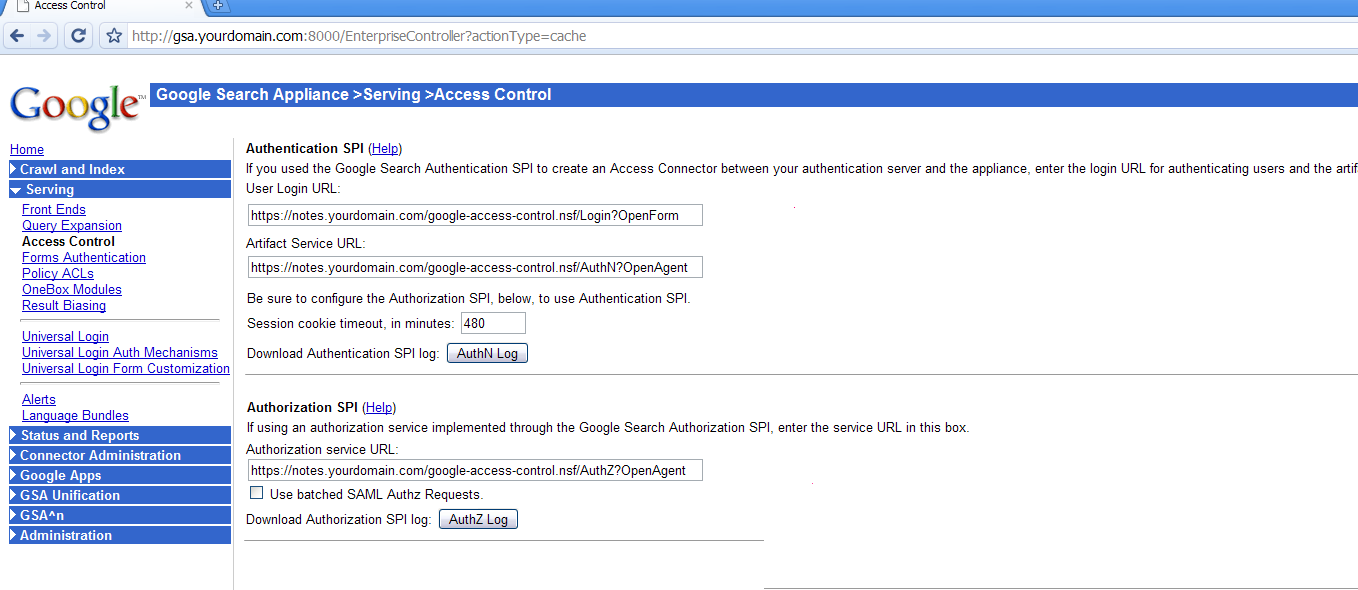 Access Control
http://gsa.yourdomain.com:8000/EnterpriseController?actionType=cache
Google™
Google Search Appliance >Serving >Access Control
Home
Crawl and Index
Serving
Front Ends
Query Expansion
Access Control
Forms Authentication
Policy ACLs
OneBox Modules
Result Biasing
Universal Login
Universal Login Auth Mechanisms
Universal Login Form Customization
Alerts
Language Bundles
Status and Reports
Connector Administration
Google Apps
GSA Unification
GSA^n
Administration
Authentication SPI (Help)
If you used the Google Search Authentication SPI to create an Access Connector between your authentication server and the appliance, enter the login URL for authenticating users and the artif
User Login URL:
https://notes.yourdomain.com/google-access-control.nsf/Login?OpenForm
Artifact Service URL:
https://notes.yourdomain.com/google-access-control.nsf/AuthN?OpenAgent
Be sure to configure the Authorization SPI, below, to use Authentication SPI.
Session cookie timeout, in minutes: 480
Download Authentication SPI log: AuthN Log
Authorization SPI (Help)
If using an authorization service implemented through the Google Search Authorization SPI, enter the service URL in this box.
Authorization service URL:
https://notes.yourdomain.com/google-access-control.nsf/AuthZ?OpenAgent
Use batched SAML Authz Requests.
Download Authorization SPI log: AuthZ Log